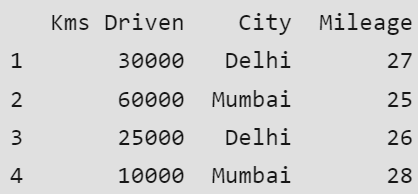 Kms Driven City Mileage
1 30000 Delhi 27
2 60000 Mumbai 25
3 25000 Delhi 26
4 10000 Mumbai 28